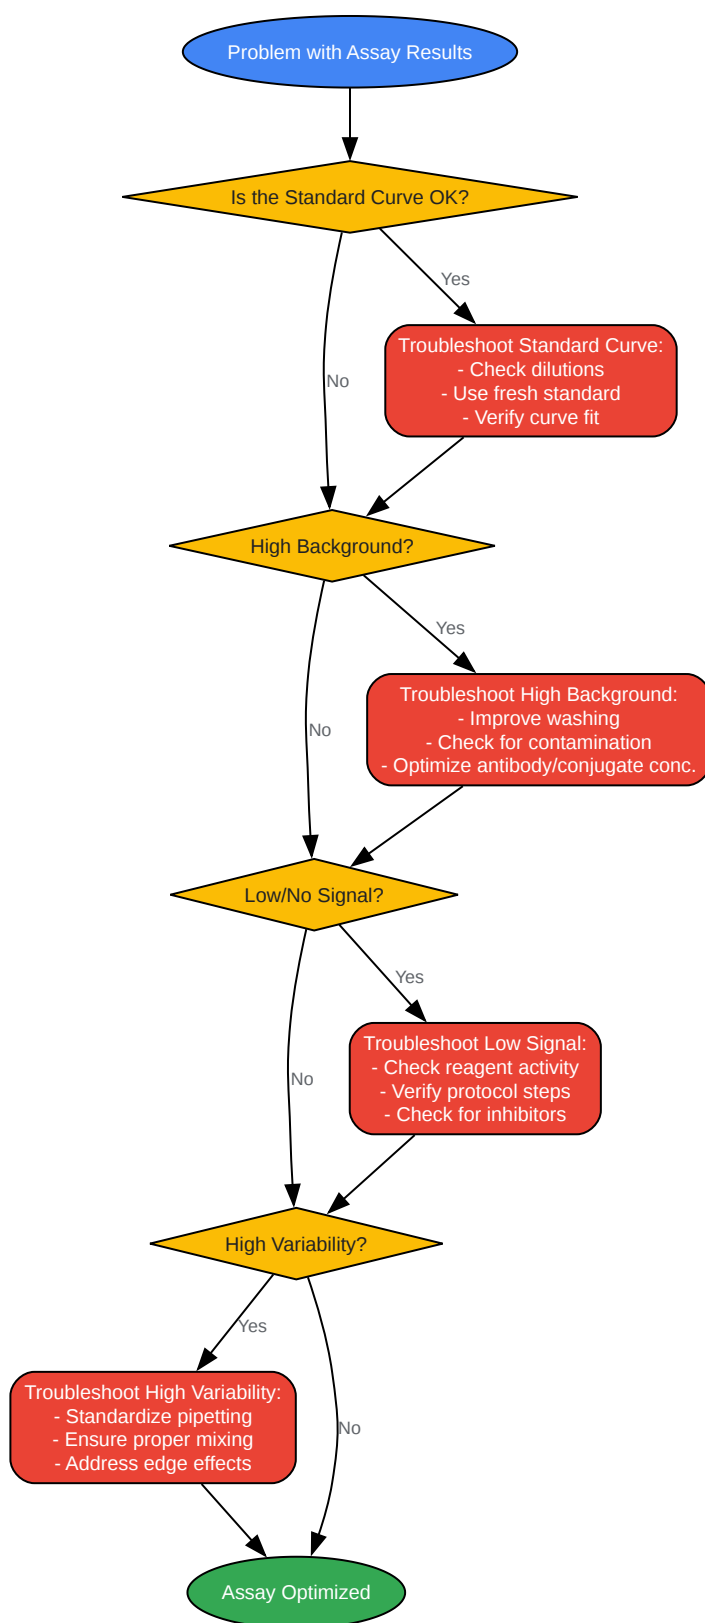 Problem with Assay Results
Is the Standard Curve OK?
Yes
Troubleshoot Standard Curve:
- Check dilutions
- Use fresh standard
- Verify curve fit
No
High Background?
Yes
Troubleshoot High Background:
- Improve washing
- Check for contamination
- Optimize antibody/conjugate conc.
No
Low/No Signal?
Yes
Troubleshoot Low Signal:
- Check reagent activity
- Verify protocol steps
- Check for inhibitors
No
High Variability?
Yes
Troubleshoot High Variability:
- Standardize pipetting
- Ensure proper mixing
- Address edge effects
No
Assay Optimized